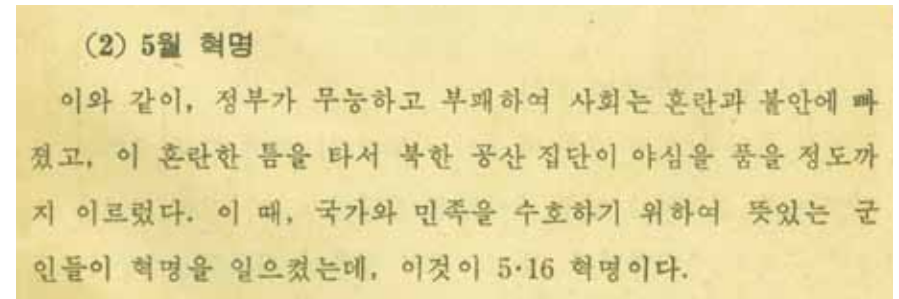 (2) 5월 혁명
이와 같이, 정부가 무능하고 부패하여 사회는 혼란과 불안에 빠
졌고, 이 혼란한 틈을 타서 북한 공산 집단이 야심을 품을 정도까
지 이르렀다. 이 때, 국가와 민족을 수호하기 위하여 뜻있는 군
인들이 혁명을 일으켰는데, 이것이 5·16 혁명이다.